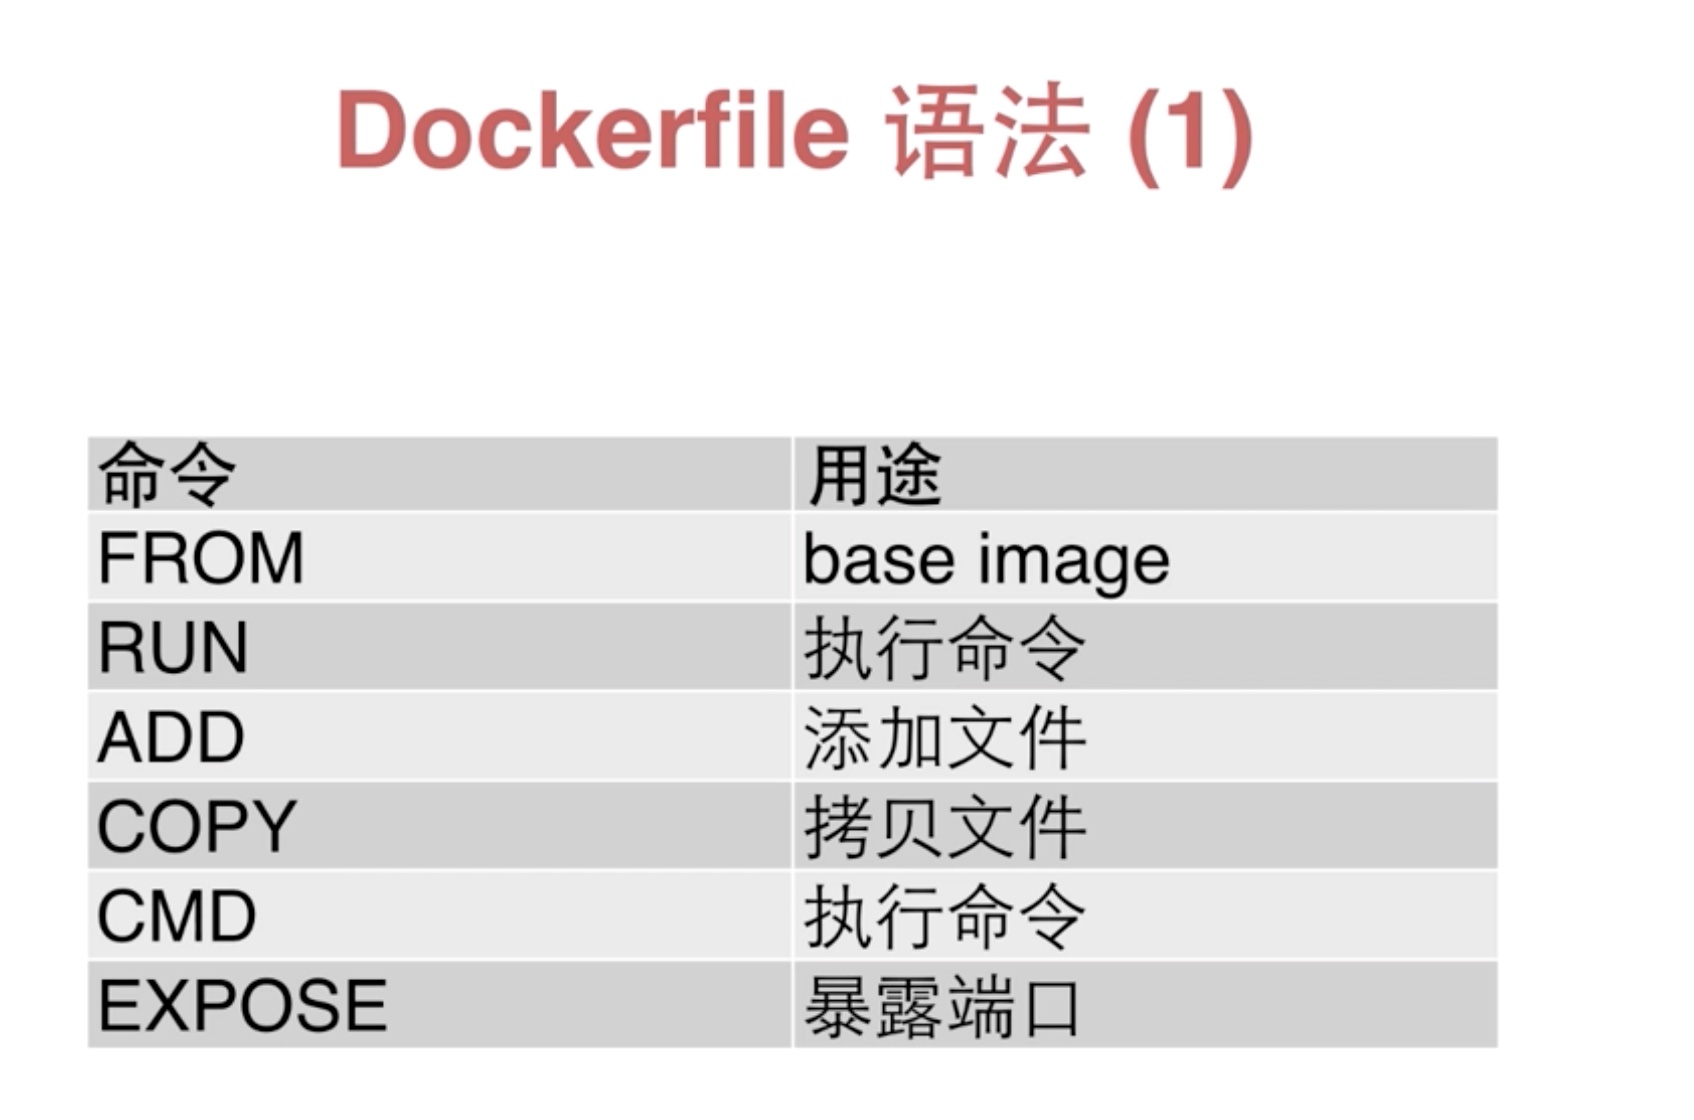 Dockerfile 语法 (1)
命令 用途
FROM base image
RUN 执行命令
ADD 添加文件
COPY 拷贝文件
CMD 执行命令
EXPOSE 暴露端口